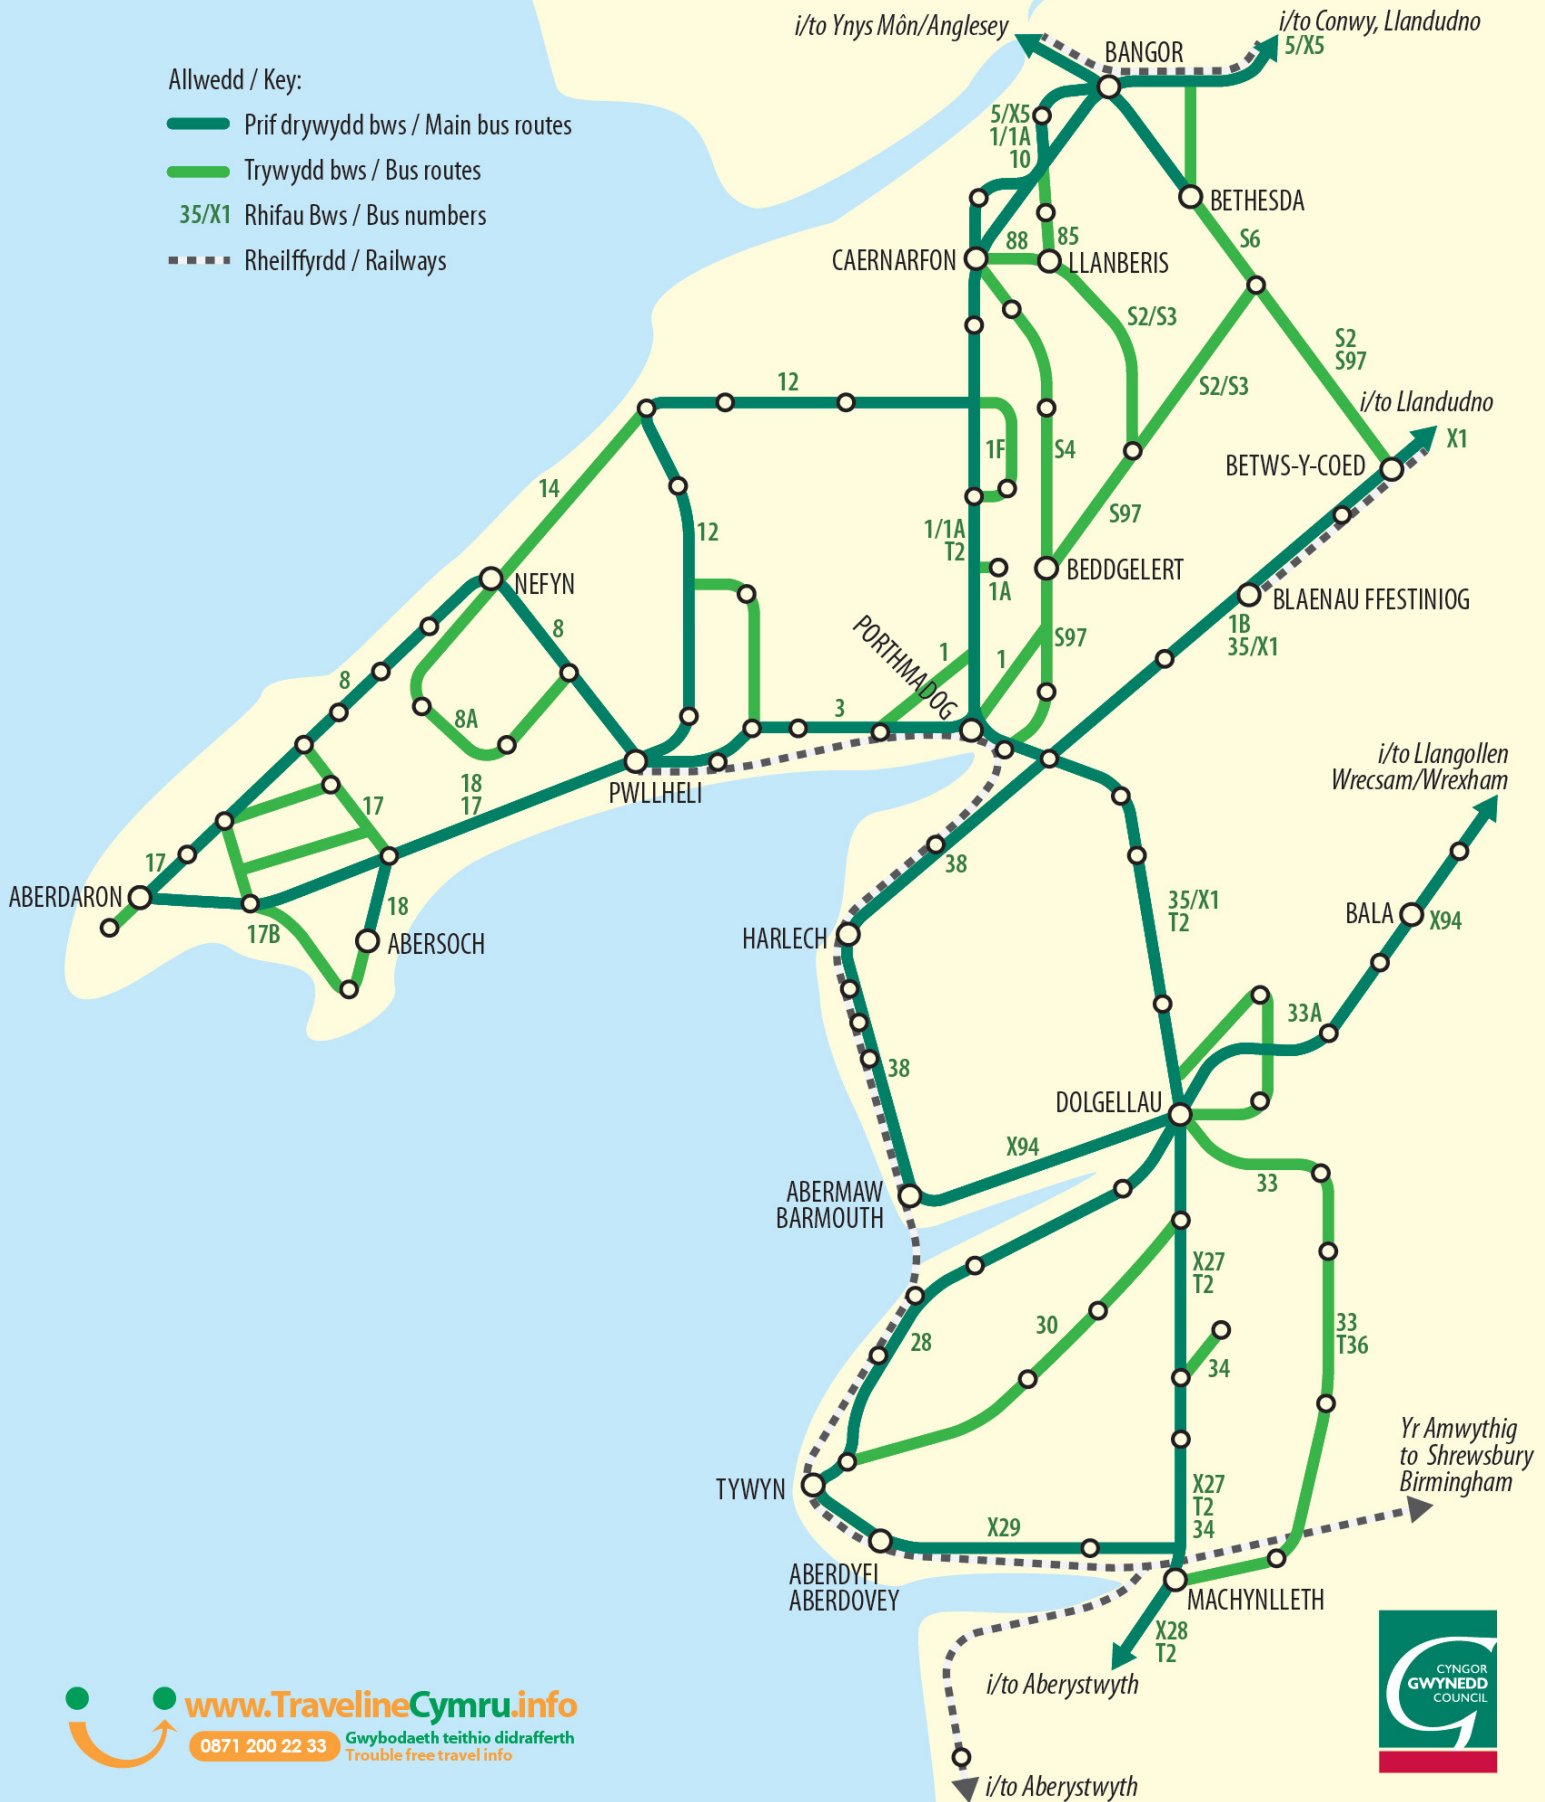 i/to Ynys Môn/Anglesey
i/to Conwy, Llandudno
5/X5
BANGOR
Allwedd / Key:
Prif drywydd bws / Main bus routes
Trywydd bws / Bus routes
35/X1
Rhifau Bws / Bus numbers
Rheilffyrdd / Railways
5/X5
1/1A
10
BETHESDA
S6
88
85
CAERNARFON
LLANBERIS
S2/S3
S2
S97
12
S2/S3
i/to Llandudno
X1
1F
S4
BETWS-Y-COED
14
S97
12
1/1A
T2
BEDDGELERT
1A
NEFYN
BLAENAU FFESTINIOG
1B
35/X1
8
PORTHMADOG
1
1
S97
8
8A
3
18
17
PWLLHELI
17
i/to Llangollen
Wrecsam/Wrexham
17
38
ABERDARON
18
17B
ABERSOCH
35/X1
T2
BALA
X94
HARLECH
33A
38
DOLGELLAU
X94
33
ABERMAW
BARMOUTH
X27
T2
30
28
34
33
T36
Yr Amwythig
to Shrewsbury
Birmingham
TYWYN
X27
T2
34
X29
ABERDYFI
ABERDOVEY
MACHYNLLETH
X28
T2
i/to Aberystwyth
CYNGOR
GWYNEDD
COUNCIL
www.TravelineCymru.info
0871 200 22 33
Gwybodaeth teithio didrafferth
Trouble free travel info
i/to Aberystwyth